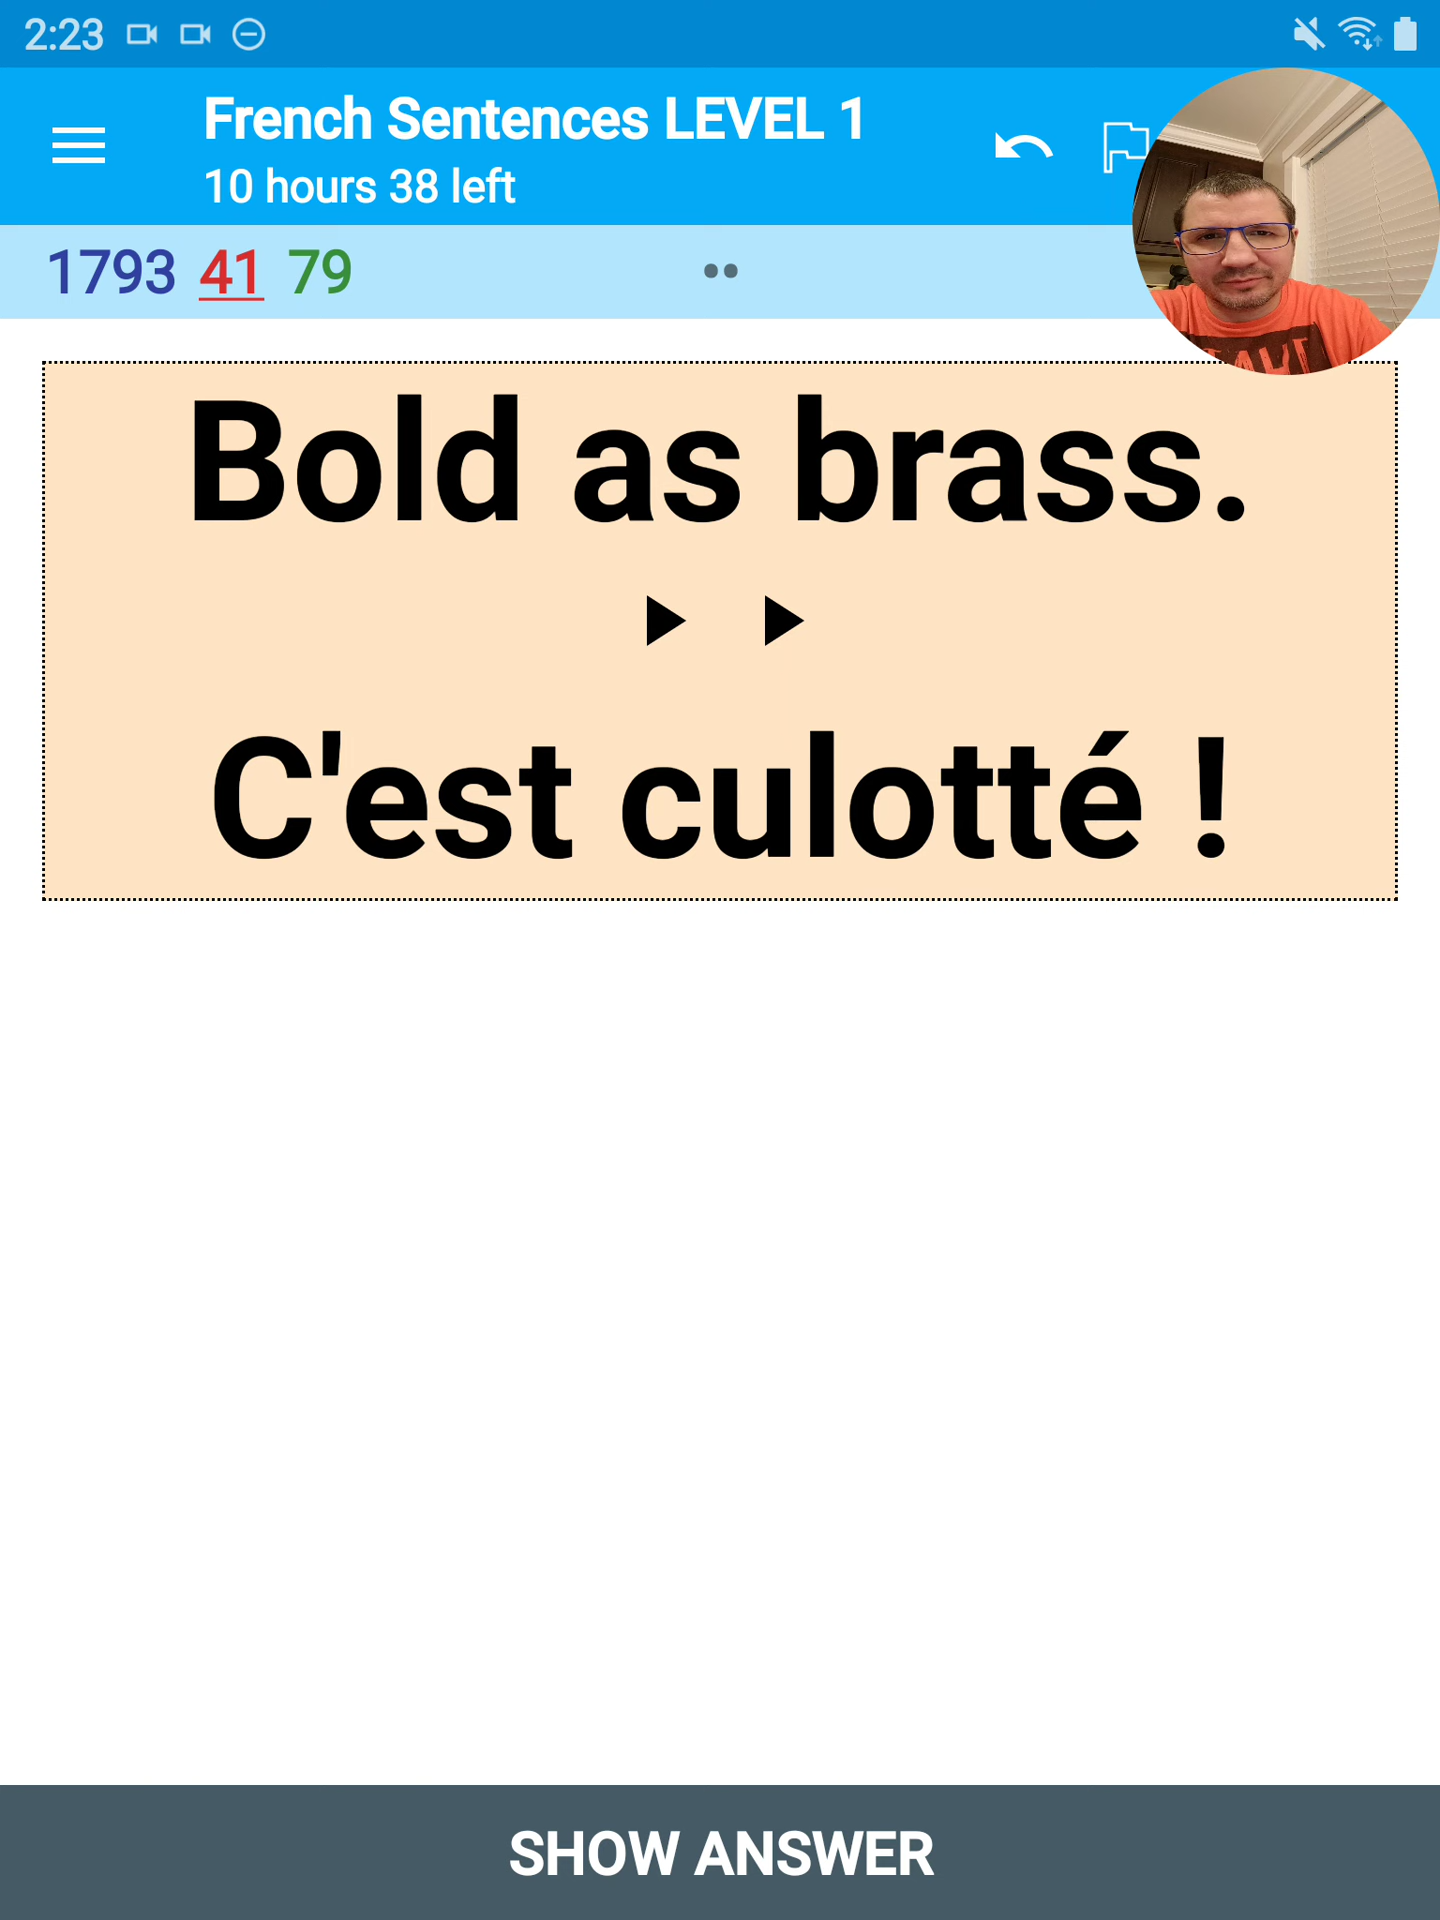 2:23
French Sentences LEVEL 1
10 hours 38 left
1793 41 79
Bold as brass.
C'est culotté !
SHOW ANSWER